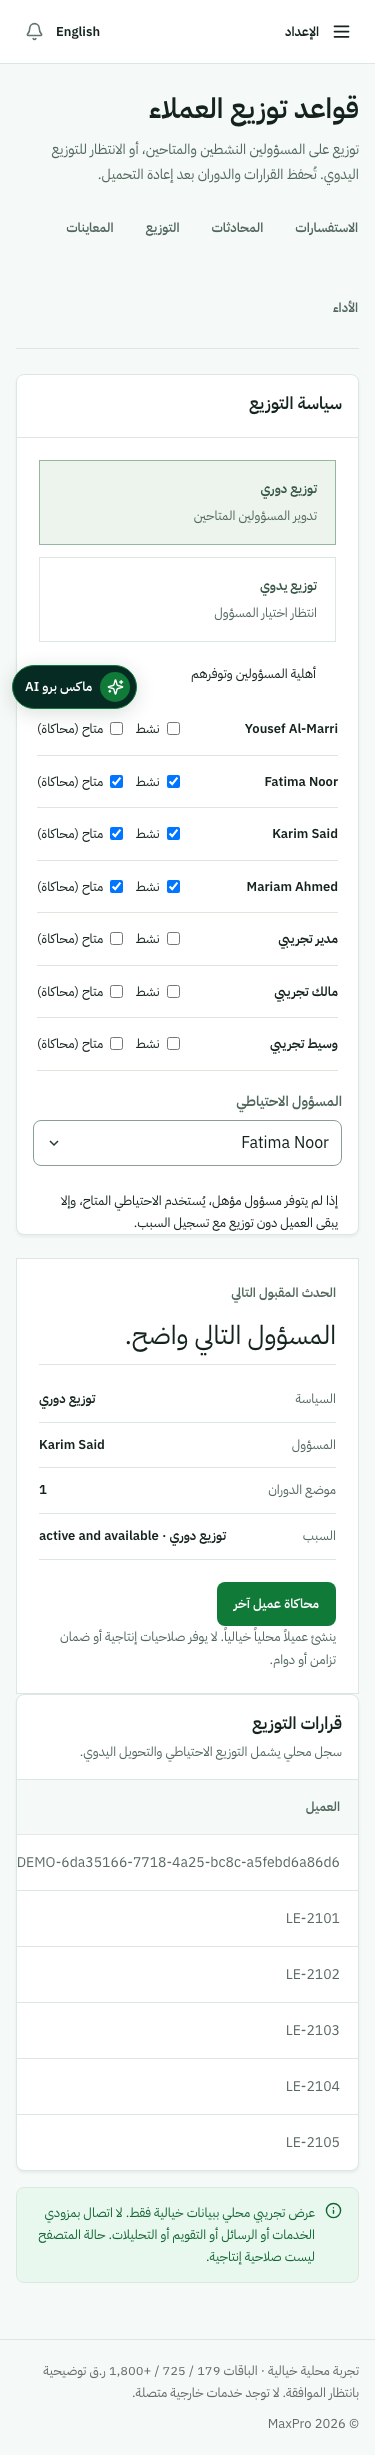 الإعداد
English
قواعد توزيع العملاء
توزيع على المسؤولين النشطين والمتاحين، أو الانتظار للتوزيع
اليدوي. تُحفظ القرارات والدوران بعد إعادة التحميل.
الاستفسارات المحادثات التوزيع المعاينات
الأداء
سياسة التوزيع
توزيع دوري
تدوير المسؤولين المتاحين
توزيع يدوي
انتظار اختيار المسؤول
أهلية المسؤولين وتوفرهم
ماكس برو AI
Yousef Al-Marri نشط متاح (محاكاة)
Fatima Noor نشط متاح (محاكاة)
Karim Said نشط متاح (محاكاة)
Mariam Ahmed نشط متاح (محاكاة)
مدير تجريبي نشط متاح (محاكاة)
مالك تجريبي نشط متاح (محاكاة)
وسيط تجريبي نشط متاح (محاكاة)
المسؤول الاحتياطي
Fatima Noor
إذا لم يتوفر مسؤول مؤهل، يُستخدم الاحتياطي المتاح، وإلا
يبقى العميل دون توزيع مع تسجيل السبب.
الحدث المقبول التالي
المسؤول التالي واضح.
السياسة توزيع دوري
المسؤول Karim Said
موضع الدوران 1
السبب توزيع دوري · active and available
محاكاة عميل آخر
ينشئ عميلاً محلياً خيالياً. لا يوفر صلاحيات إنتاجية أو ضمان
تزامن أو دوام.
قرارات التوزيع
سجل محلي يشمل التوزيع الاحتياطي والتحويل اليدوي.
العميل
DEMO-6da35166-7718-4a25-bc8c-a5febd6a86d6
LE-2101
LE-2102
LE-2103
LE-2104
LE-2105
عرض تجريبي محلي ببيانات خيالية فقط. لا اتصال بمزودي
الخدمات أو الرسائل أو التقويم أو التحليلات. حالة المتصفح
ليست صلاحية إنتاجية.
تجربة محلية خيالية · الباقات 179 / 725 / +1,800 ر.ق توضيحية
بانتظار الموافقة. لا توجد خدمات خارجية متصلة.
© 2026 MaxPro